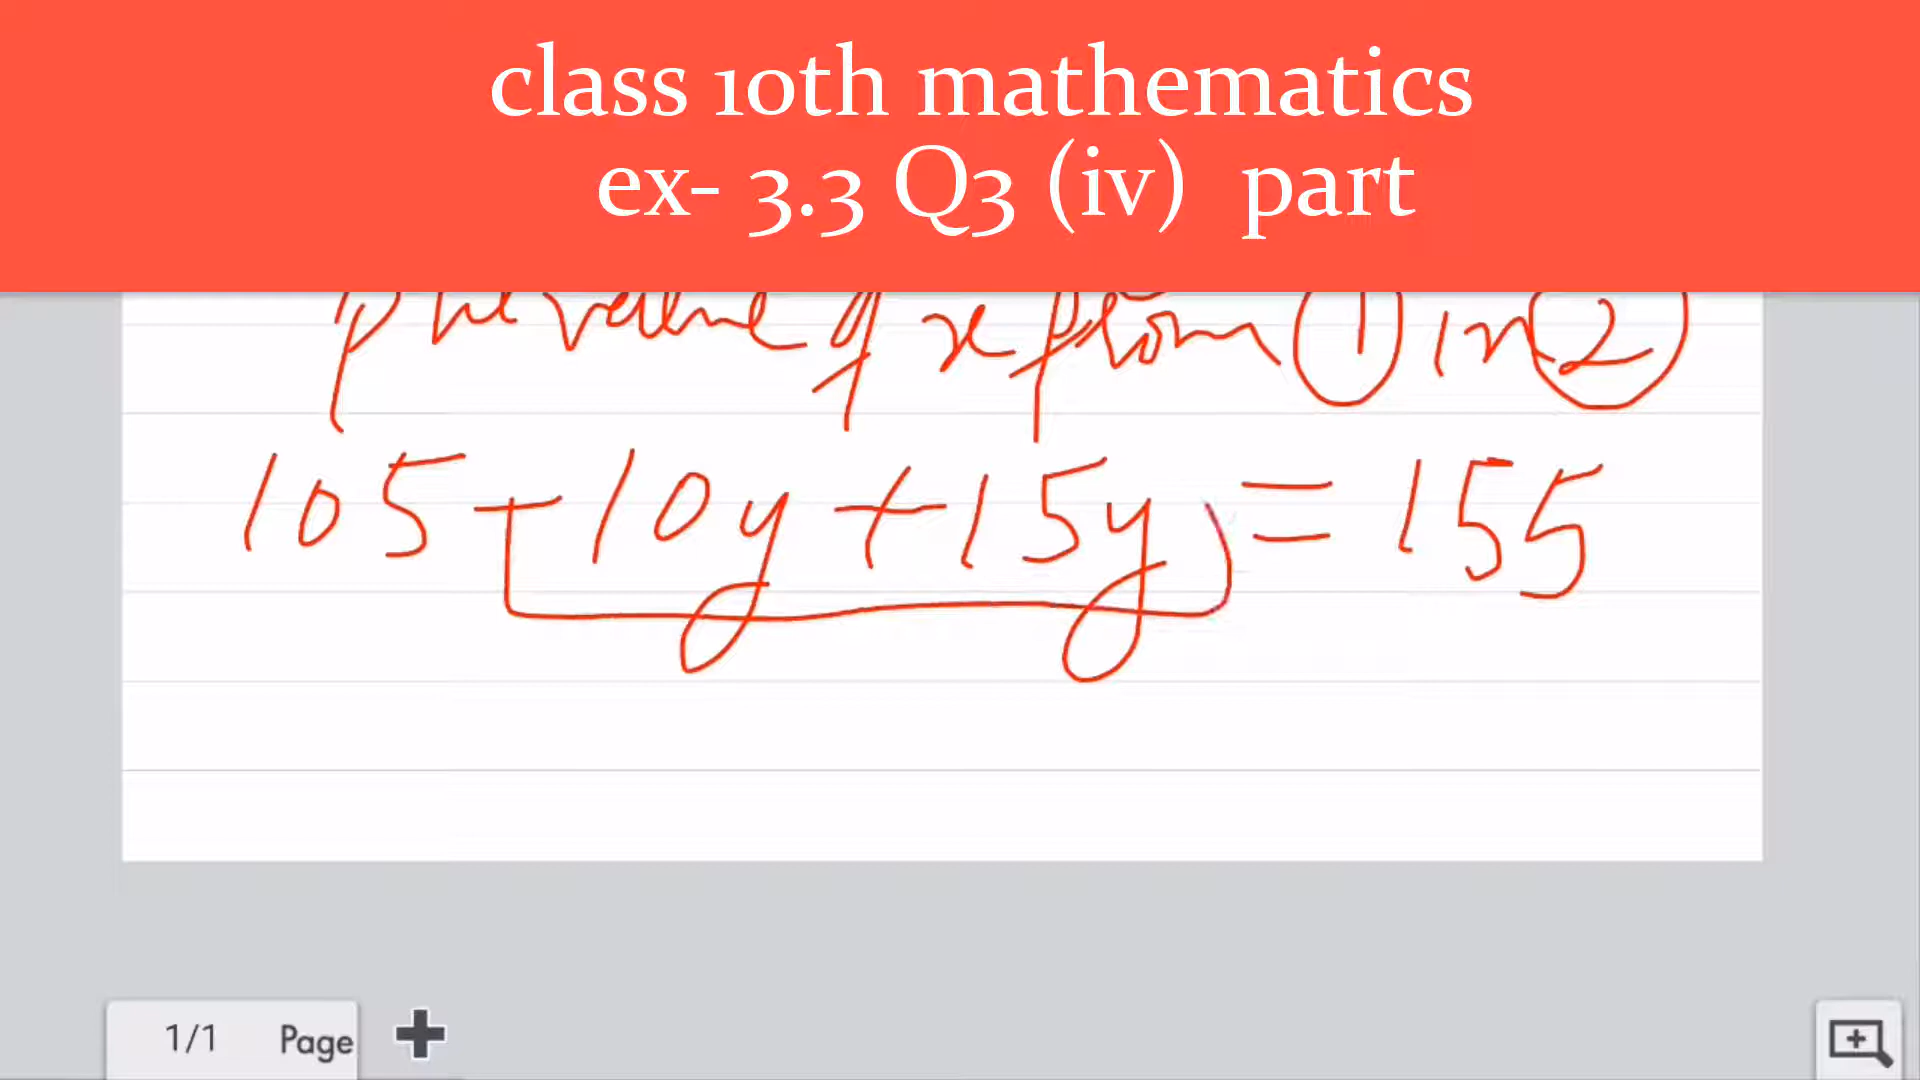 class 10th mathematics
ex- 3.3 Q3 (iv) part
put value of x from 1 in 2
105 - 10y + 15y = 155
1/1 Page